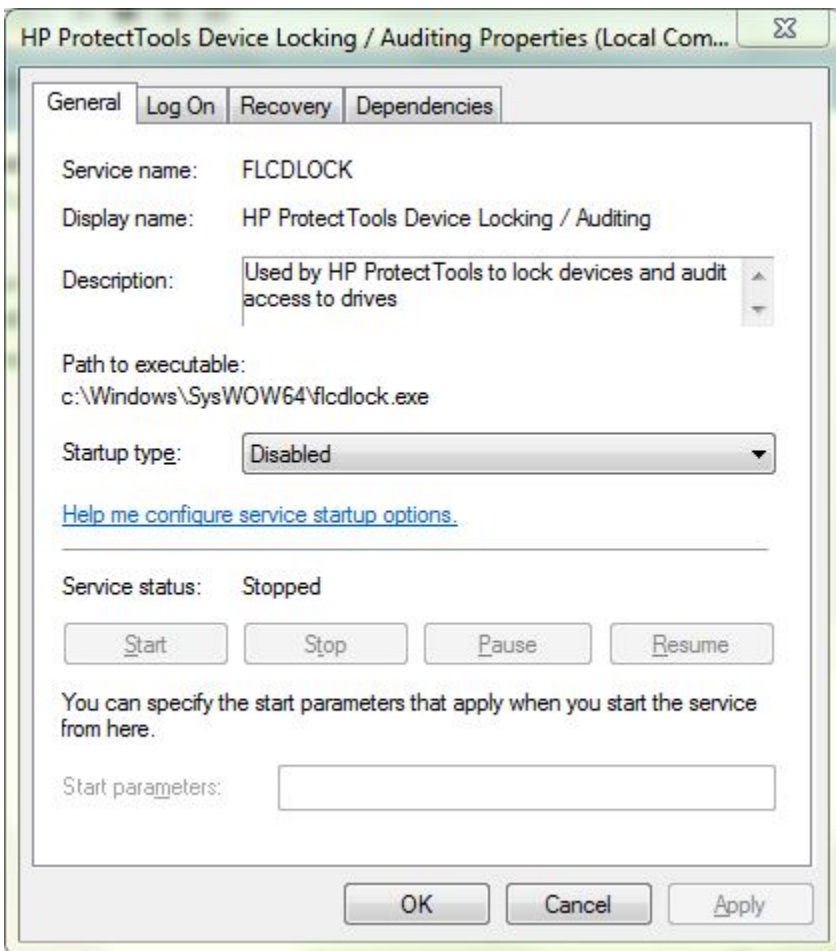 HP ProtectTools Device Locking / Auditing Properties (Local Com...
General Log On Recovery Dependencies
Service name: FLCDLOCK
Display name: HP ProtectTools Device Locking / Auditing
Description: Used by HP ProtectTools to lock devices and audit
access to drives
Path to executable:
c:\Windows\SysWOW64\flcdlock.exe
Startup type: Disabled
Help me configure service startup options.
Service status: Stopped
Start Stop Pause Resume
You can specify the start parameters that apply when you start the service
from here.
Start parameters:
OK Cancel Apply